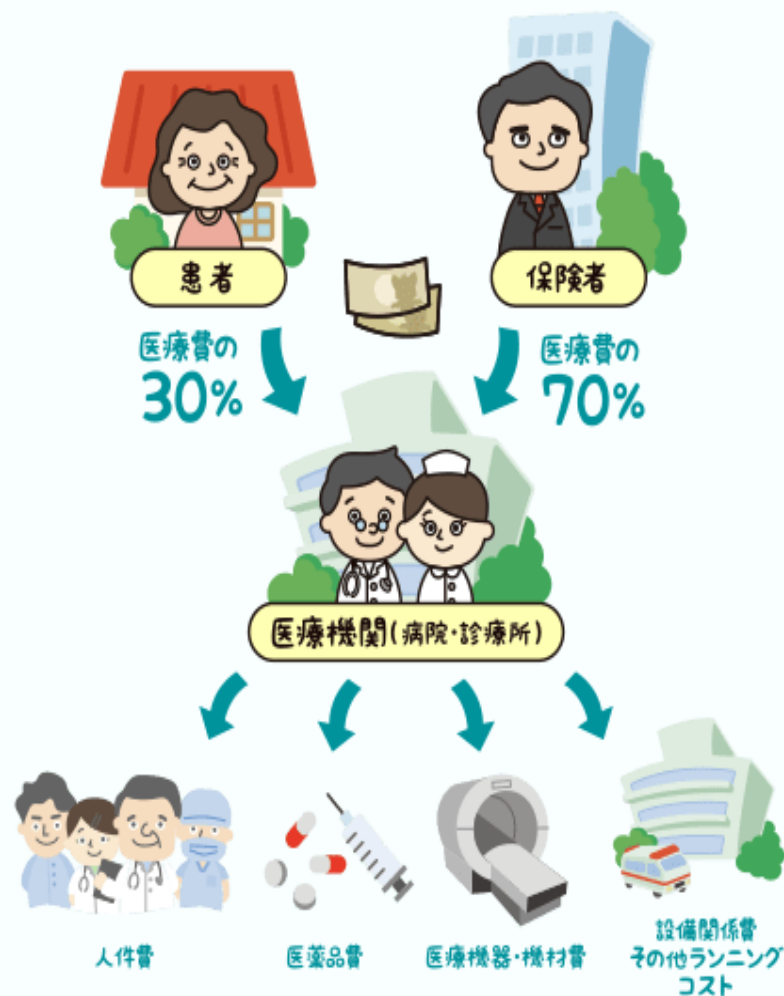 患者
保険者
医療費の
30%
医療費の
70%
医療機関(病院・診療所)
人件費
医薬品費
医療機器・機材費
設備関係費
その他ランニング
コスト